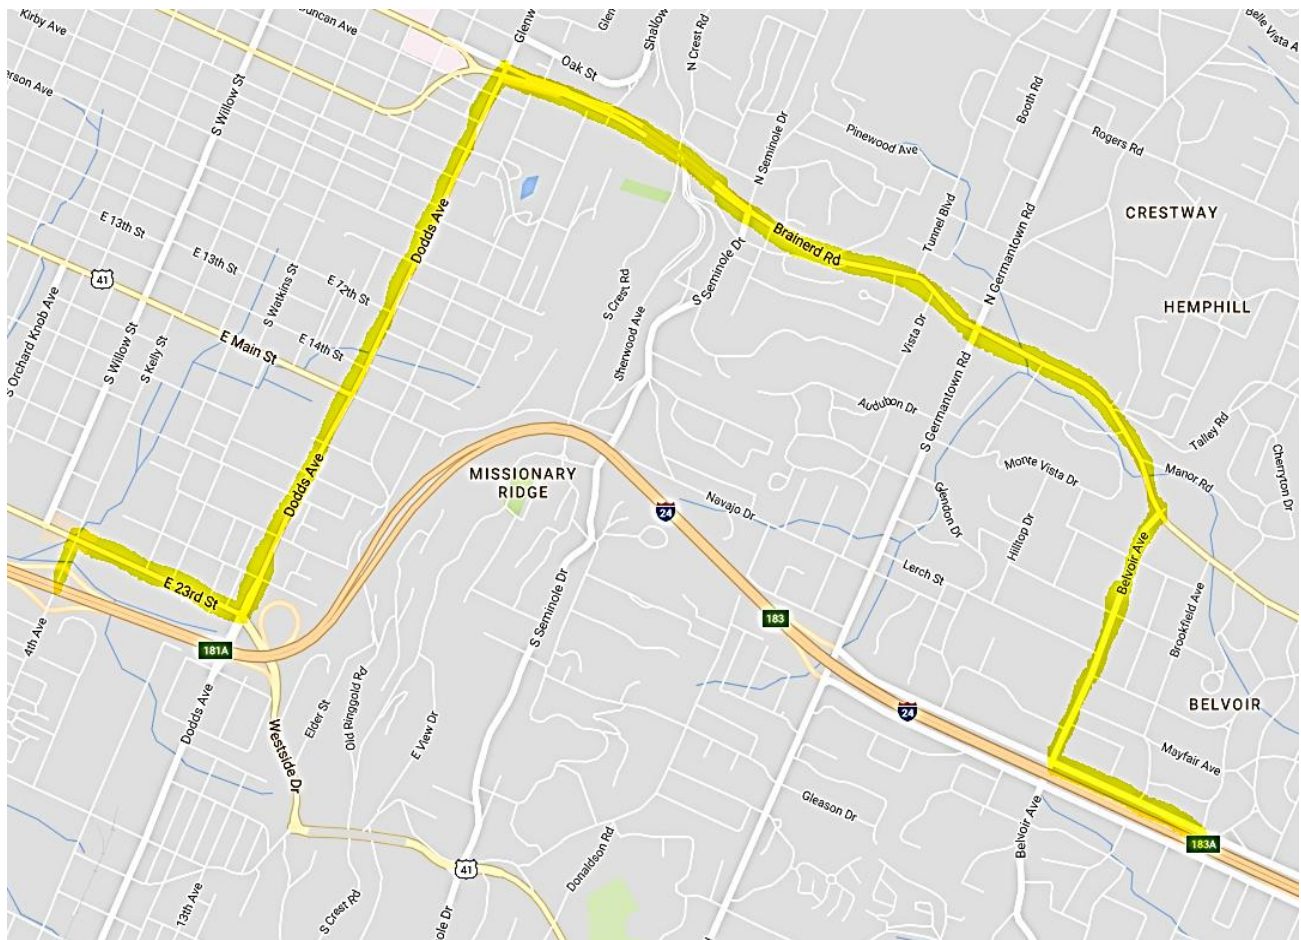 Kirby Ave
Duncan Ave
Glenw
Glen
Shallow
N Crest Rd
Belle Vista A
erson Ave
S Willow St
Oak St
Booth Rd
Pinewood Ave
Rogers Rd
N Seminole Dr
Tunnel Blvd
CRESTWAY
E 13th St
Dodds Ave
Brainerd Rd
N Germantown Rd
E 13th St
S Watkins St
41
E 72th St
S Crest Rd
S Seminole Dr
HEMPHILL
S Orchard Knob Ave
S Willow St
S Kelly St
E Main St
E 14th St
Sherwood Ave
Vista Dr
S Germantown Rd
Audubon Dr
Talley Rd
Dodds Ave
MISSIONARY
RIDGE
24
Navajo Dr
Monte Vista Dr
Manor Rd
Cherryton Dr
Glendon Dr
Hilltop Dr
Belvoir Ave
E 23rd St
Lerch St
S Seminole Dr
4th Ave
181A
183
Brookfield Ave
Dodds Ave
Elder St
Old Ringgold Rd
E View Dr
24
BELVOIR
Westside Dr
Mayfair Ave
Gleason Dr
Belvoir Ave
183A
41
Donaldson Rd
13th Ave
S Crest Rd
ole Dr